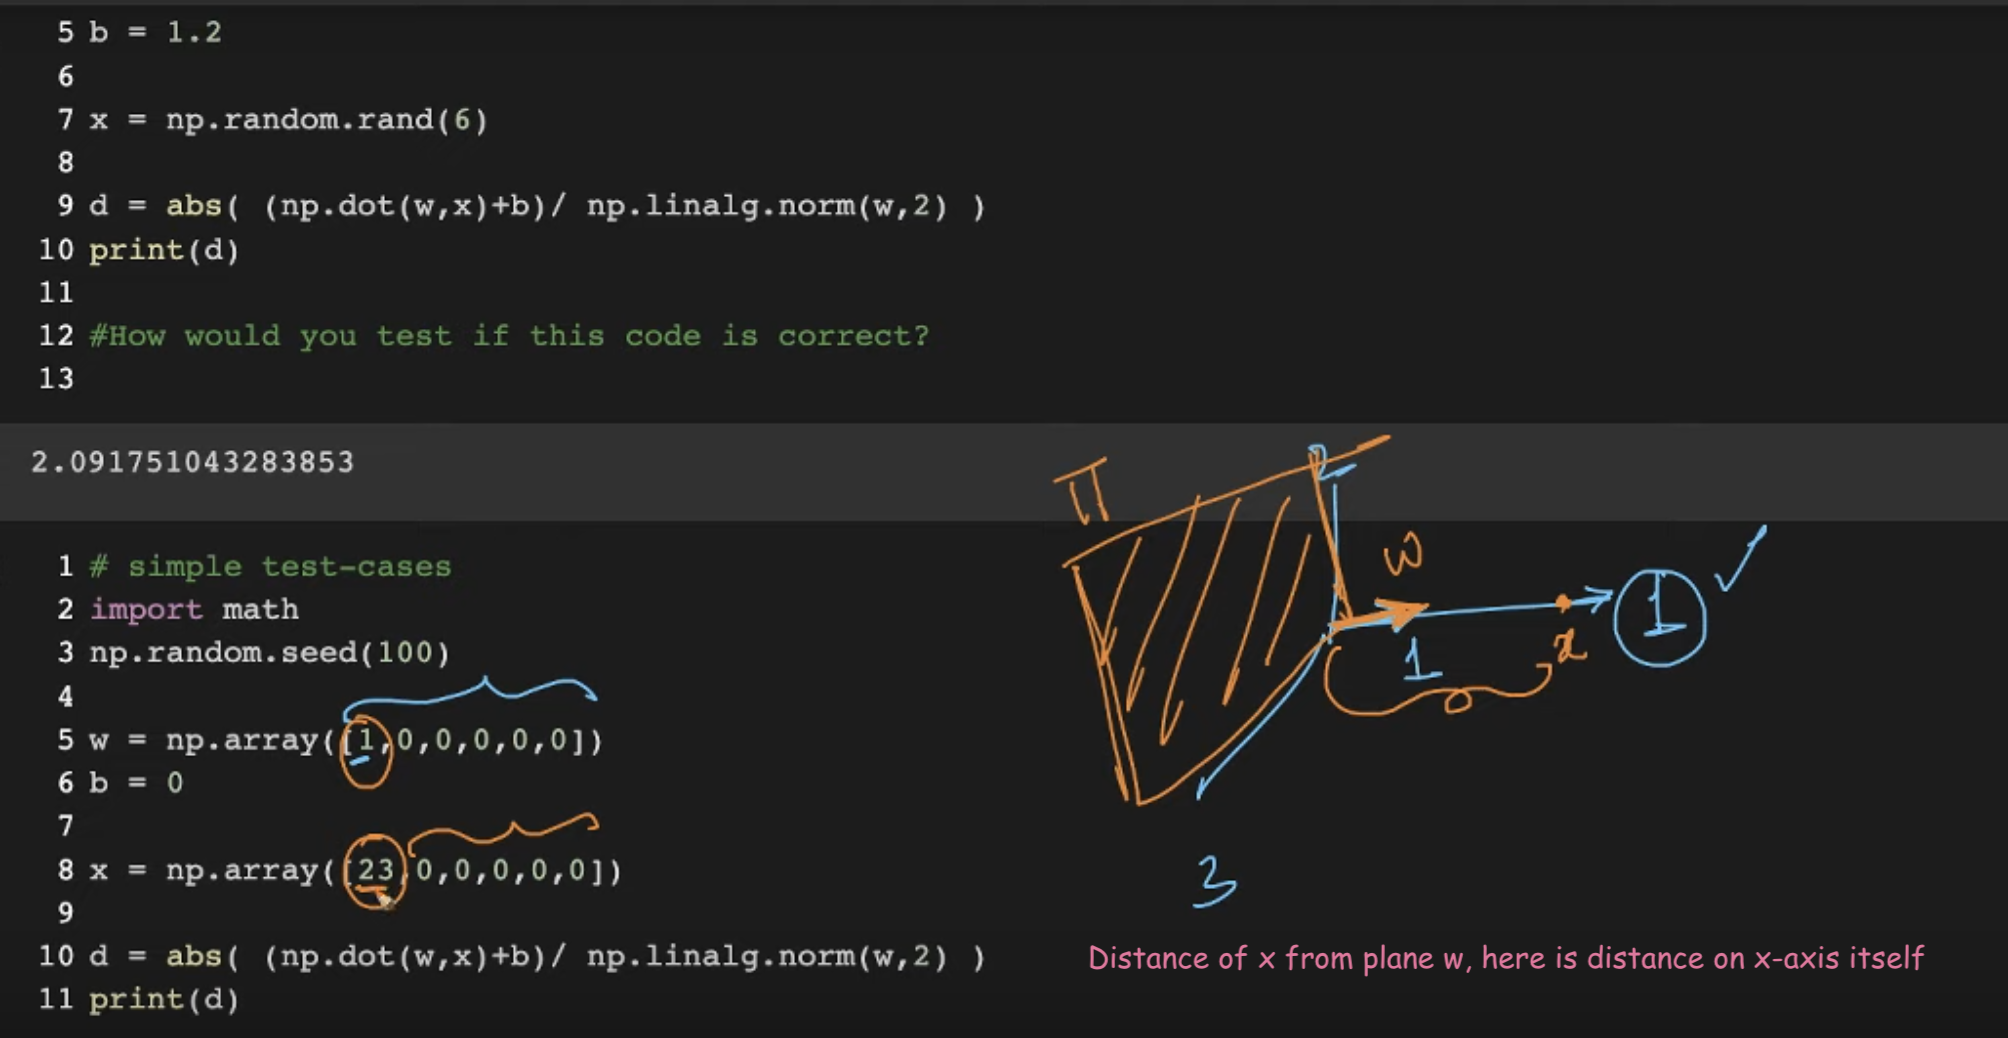 5 b = 1.2
6
7 x = np.random.rand(6)
8
9 d = abs( (np.dot(w,x)+b)/ np.linalg.norm(w,2) )
10 print(d)
11
12 #How would you test if this code is correct?
13
2.091751043283853
1 # simple test-cases
2 import math
3 np.random.seed(100)
4
5 w = np.array([1,0,0,0,0,0])
6 b = 0
7
8 x = np.array([23,0,0,0,0,0])
9
10 d = abs( (np.dot(w,x)+b)/ np.linalg.norm(w,2) )
11 print(d)
π
2
w
1
x
1
3
Distance of x from plane w, here is distance on x-axis itself